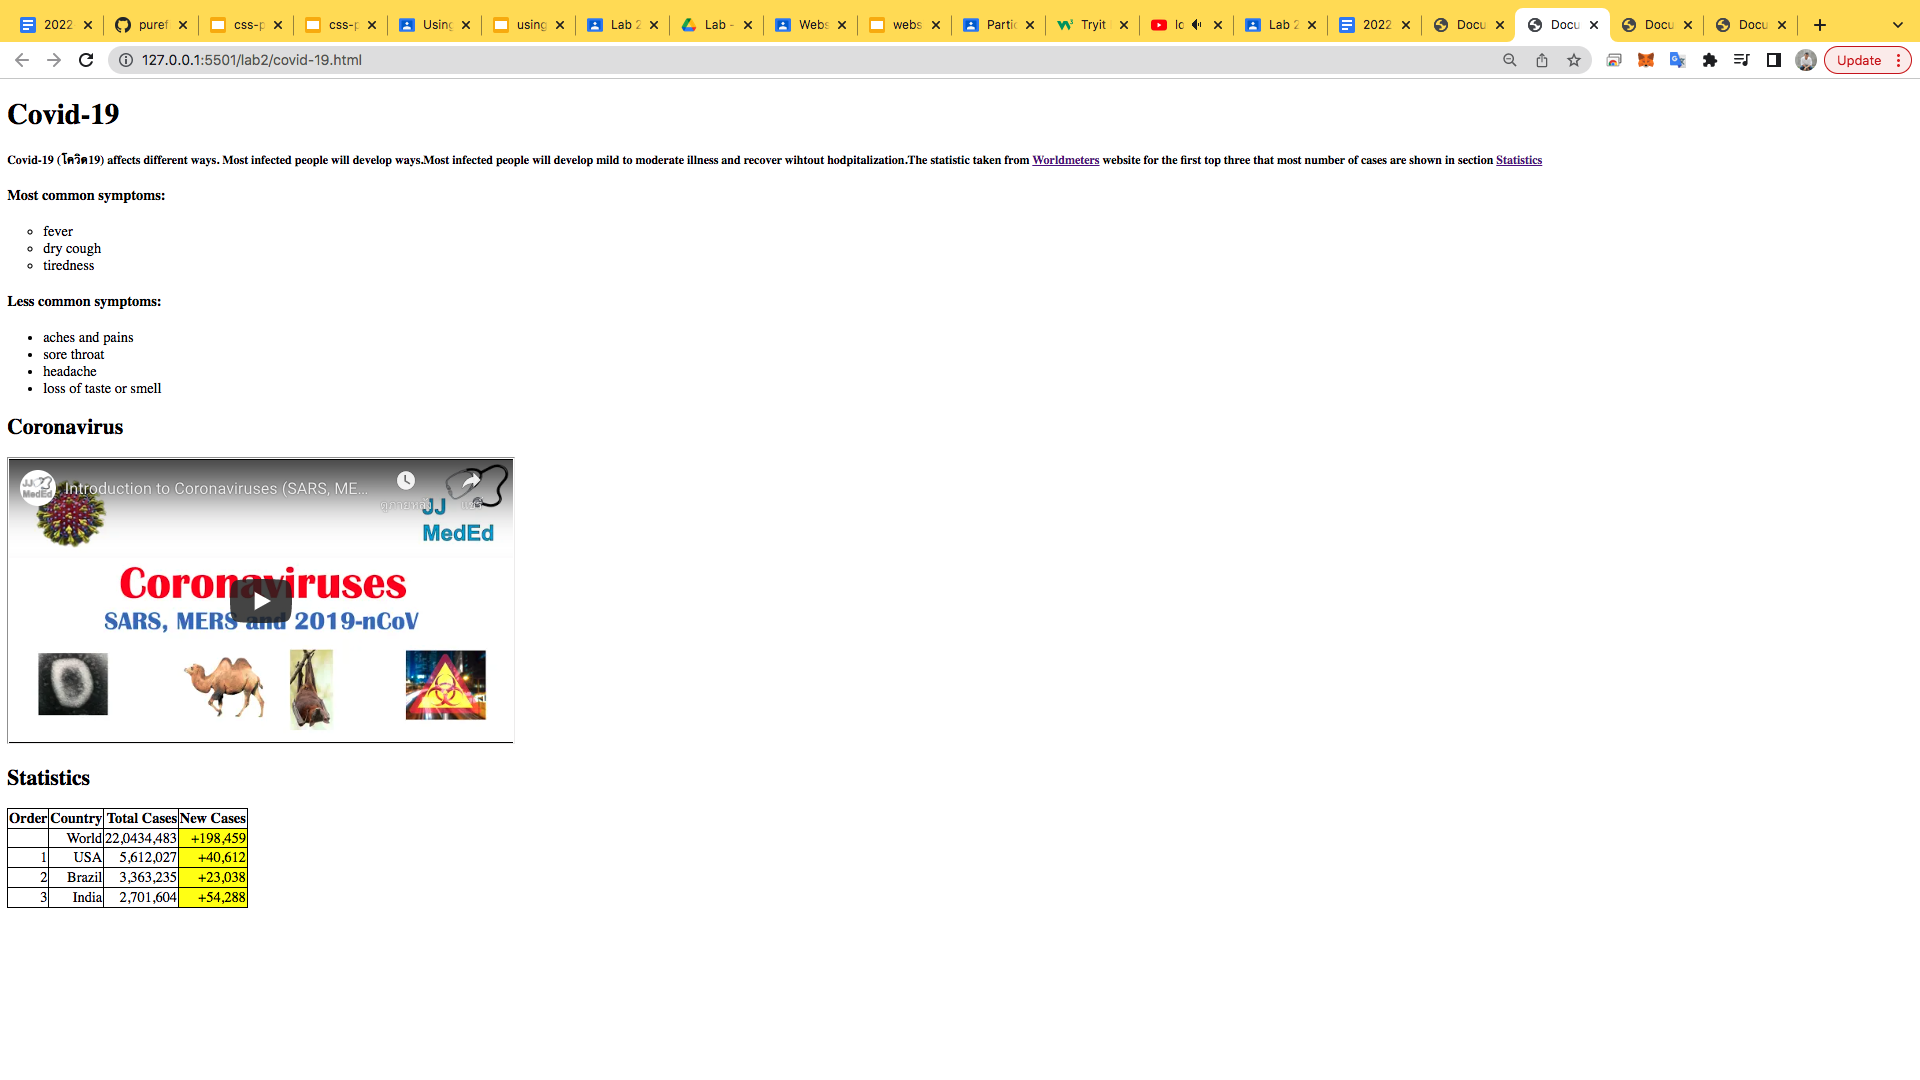 2022
puref
css-p
css-p
Using
using
Lab 2
Lab -
Webs
webs
Partic
Tryit
Lab 2
2022
Docu
Docu
Docu
Docu
127.0.0.1:5501/lab2/covid-19.html
Update
Covid-19
Covid-19 (โควิด19) affects different ways. Most infected people will develop ways.Most infected people will develop mild to moderate illness and recover wihtout hodpitalization.The statistic taken from Worldmeters website for the first top three that most number of cases are shown in section Statistics
Most common symptoms:
fever
dry cough
tiredness
Less common symptoms:
aches and pains
sore throat
headache
loss of taste or smell
Coronavirus
JJ MedEd
Introduction to Coronaviruses (SARS, ME...
JJ
MedEd
Coronaviruses
SARS, MERS and 2019-nCoV
Statistics
Order Country Total Cases New Cases
World 22,0434,483 +198,459
1 USA 5,612,027 +40,612
2 Brazil 3,363,235 +23,038
3 India 2,701,604 +54,288